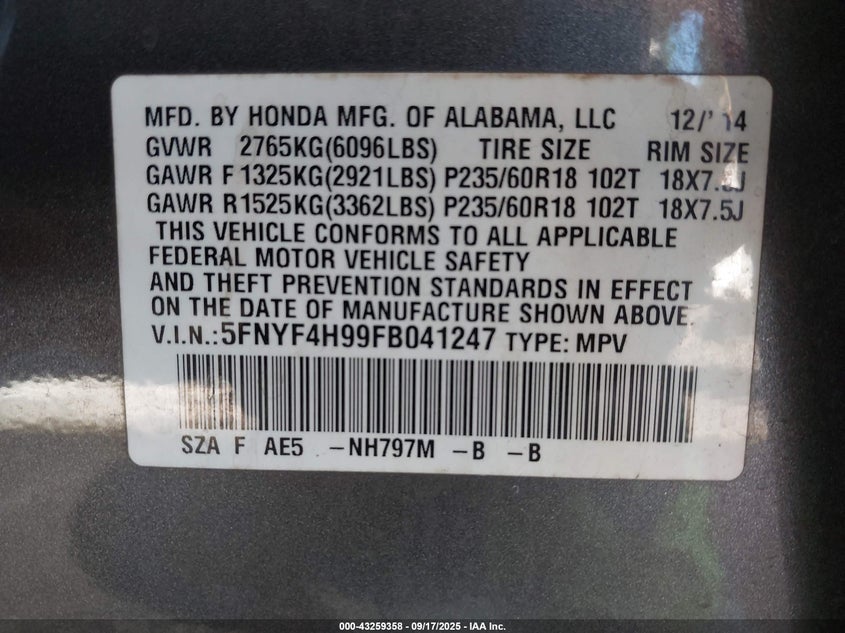 MFD. BY HONDA MFG. OF ALABAMA, LLC 12/'14
GVWR 2765KG(6096LBS) TIRE SIZE RIM SIZE
GAWR F 1325KG(2921LBS) P235/60R18 102T 18X7.5J
GAWR R 1525KG(3362LBS) P235/60R18 102T 18X7.5J
THIS VEHICLE CONFORMS TO ALL APPLICABLE
FEDERAL MOTOR VEHICLE SAFETY
AND THEFT PREVENTION STANDARDS IN EFFECT
ON THE DATE OF MANUFACTURE SHOWN ABOVE.
V.I.N.:5FNYF4H99FB041247 TYPE: MPV
SZA F AE5 -NH797M -B -B
000-43259358 - 09/17/2025 - IAA Inc.